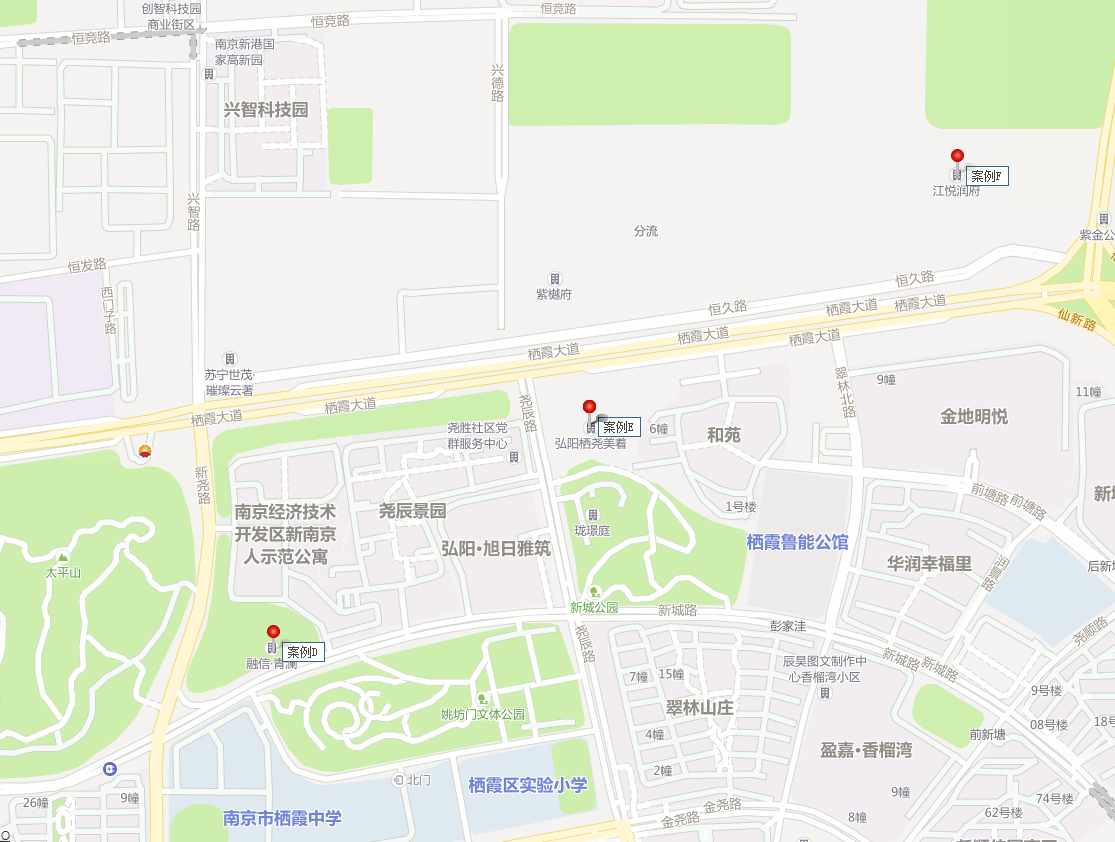 创智科技园
商业街区
恒竞路
恒竞路
恒竞路
南京新港国
家高新园
兴智科技园
兴德路
案例F
江悦润府
兴智路
分流
紫金公
恒发路
西门子路
紫樾府
恒久路
恒久路
栖霞大道
栖霞大道
栖霞大道
栖霞大道
栖霞大道
仙新路
苏宁世茂·
璀璨云著
栖霞大道
栖霞大道
翠林北路
9幢
11幢
金地明悦
尧辰路
尧胜社区党
群服务中心
案例E
弘阳栖尧美着
6幢
和苑
新尧路
前塘路
前塘路
新城
南京经济技术
开发区新南京
人示范公寓
尧辰景园
弘阳·旭日雅筑
珑璟庭
1号楼
栖霞鲁能公馆
华润幸福里
润景路
后新塘
太平山
新城公园
新城路
彭家洼
尧顺路
案例D
融信·青澜
尧辰路
新城路
新城路
辰昊图文制作中
心香榴湾小区
7幢
15幢
翠林山庄
姚坊门文体公园
4幢
2幢
9号楼
08号楼
18号
前新塘
盈嘉·香榴湾
北门
栖霞区实验小学
26幢
9幢
南京市栖霞中学
金尧路
金尧路
9幢
8幢
74号楼
62号楼